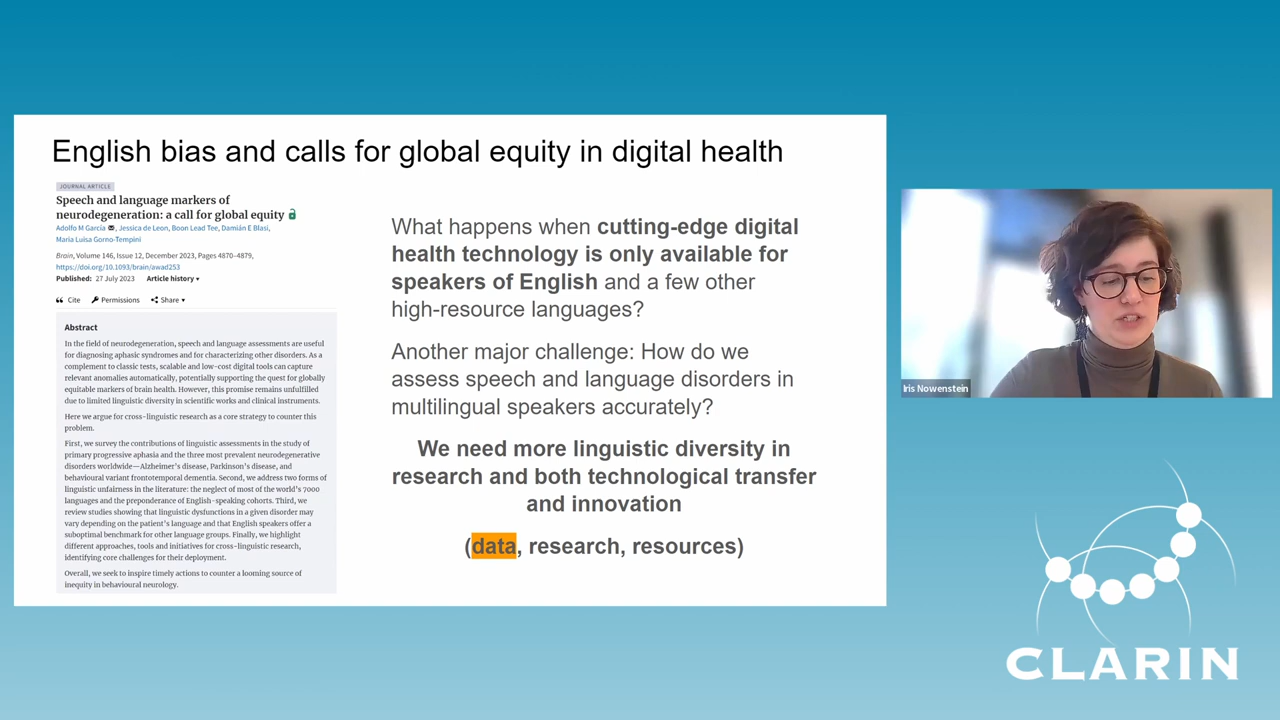 English bias and calls for global equity in digital health
JOURNAL ARTICLE
Speech and language markers of
neurodegeneration: a call for global equity
Adolfo M García, Jessica de Leon, Boon Lead Tee, Damián E Blasi,
Maria Luisa Gorno-Tempini
Brain, Volume 146, Issue 12, December 2023, Pages 4870–4879,
https://doi.org/10.1093/brain/awad253
Published: 27 July 2023 Article history
Cite Permissions Share
Abstract
In the field of neurodegeneration, speech and language assessments are useful
for diagnosing aphasic syndromes and for characterizing other disorders. As a
complement to classic tests, scalable and low-cost digital tools can capture
relevant anomalies automatically, potentially supporting the quest for globally
equitable markers of brain health. However, this promise remains unfulfilled
due to limited linguistic diversity in scientific works and clinical instruments.
Here we argue for cross-linguistic research as a core strategy to counter this
problem.
First, we survey the contributions of linguistic assessments in the study of
primary progressive aphasia and the three most prevalent neurodegenerative
disorders worldwide—Alzheimer's disease, Parkinson's disease, and
behavioural variant frontotemporal dementia. Second, we address two forms of
linguistic unfairness in the literature: the neglect of most of the world's 7000
languages and the preponderance of English-speaking cohorts. Third, we
review studies showing that linguistic dysfunctions in a given disorder may
vary depending on the patient's language and that English speakers offer a
suboptimal benchmark for other language groups. Finally, we highlight
different approaches, tools and initiatives for cross-linguistic research,
identifying core challenges for their deployment.
Overall, we seek to inspire timely actions to counter a looming source of
inequity in behavioural neurology.
What happens when cutting-edge digital
health technology is only available for
speakers of English and a few other
high-resource languages?
Another major challenge: How do we
assess speech and language disorders in
multilingual speakers accurately?
We need more linguistic diversity in
research and both technological transfer
and innovation
(data, research, resources)
Iris Nowenstein
CLARIN